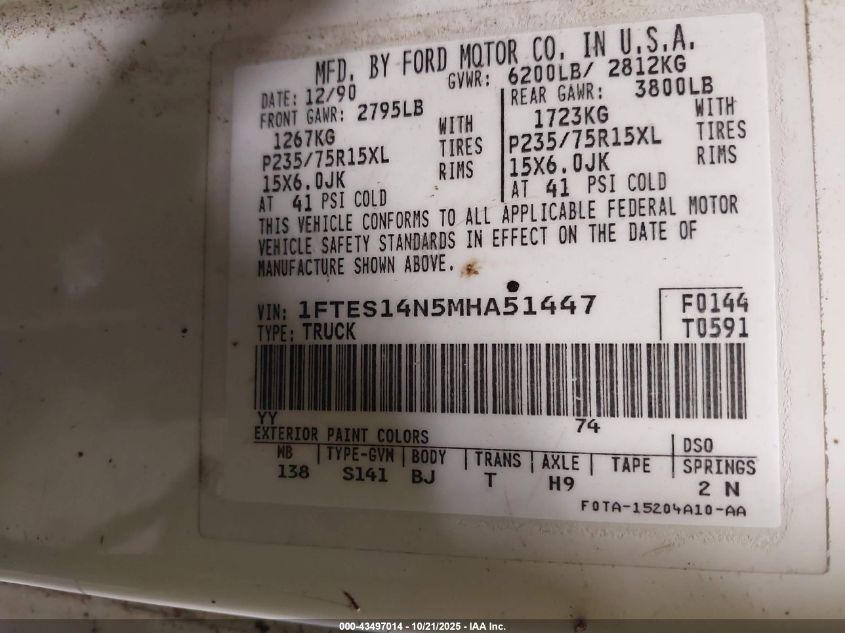 MFD. BY FORD MOTOR CO. IN U.S.A.
DATE: 12/90 GVWR: 6200LB/ 2812KG
FRONT GAWR: 2795LB REAR GAWR: 3800LB
1267KG WITH 1723KG WITH
P235/75R15XL TIRES P235/75R15XL TIRES
15X6.0JK RIMS 15X6.0JK RIMS
AT 41 PSI COLD AT 41 PSI COLD
THIS VEHICLE CONFORMS TO ALL APPLICABLE FEDERAL MOTOR
VEHICLE SAFETY STANDARDS IN EFFECT ON THE DATE OF
MANUFACTURE SHOWN ABOVE.
VIN: 1FTES14N5MHA51447 F0144
TYPE: TRUCK T0591
YY 74
EXTERIOR PAINT COLORS DSO
WB TYPE-GVM BODY TRANS AXLE TAPE SPRINGS
138 S141 BJ T H9 2 N
F0TA-15204A10-AA
000-43497014 - 10/21/2025 - IAA Inc.